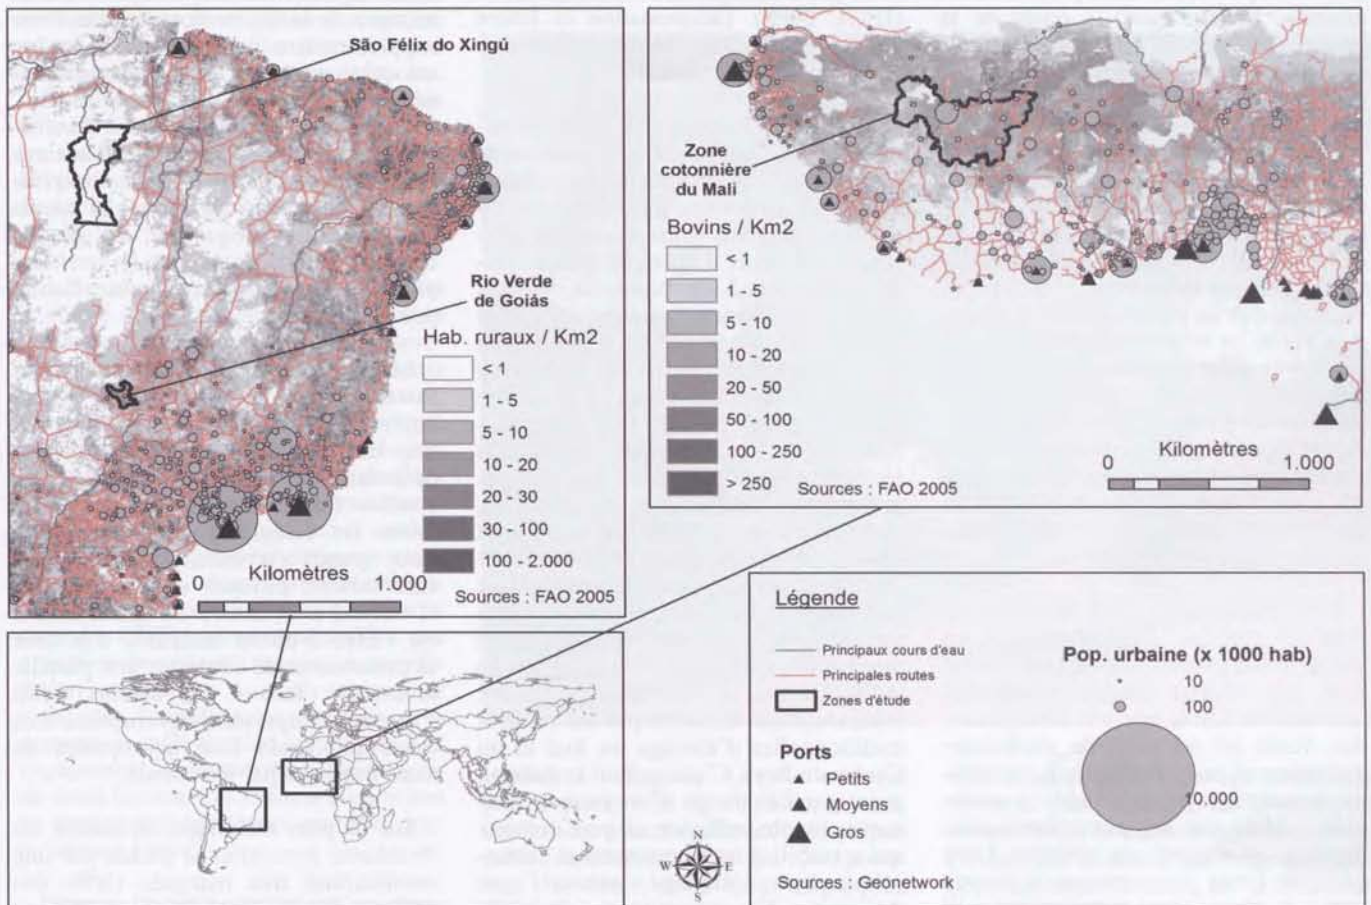 São Félix do Xingú
Rio Verde
de Goiás
Hab. ruraux / Km2
< 1
1 - 5
5 - 10
10 - 20
20 - 30
30 - 100
100 - 2.000
0 Kilomètres 1.000
Sources : FAO 2005
Zone
cotonnière
du Mali
Bovins / Km2
< 1
1 - 5
5 - 10
10 - 20
20 - 50
50 - 100
100 - 250
> 250
Kilomètres
0 1.000
Sources : FAO 2005
Légende
Principaux cours d'eau
Principales routes
Zones d'étude
Ports
Petits
Moyens
Gros
Pop. urbaine (x 1000 hab)
10
100
10.000
N
W E
S
Sources : Geonetwork